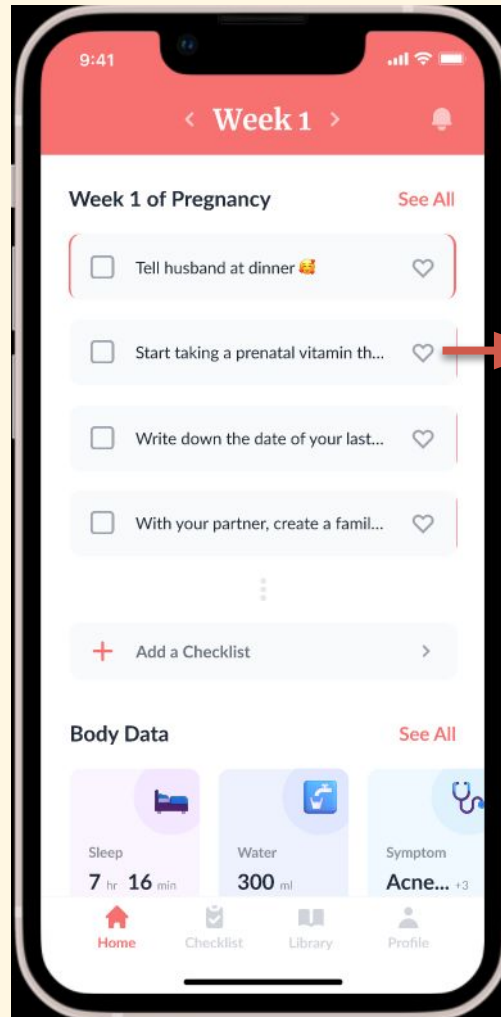 9:41
Week 1
Week 1 of Pregnancy See All
Tell husband at dinner 🥰
Start taking a prenatal vitamin th...
Write down the date of your last...
With your partner, create a famil...
Add a Checklist
Body Data See All
Sleep Water Symptom
7 hr 16 min 300 ml Acne... +3
Home Checklist Library Profile